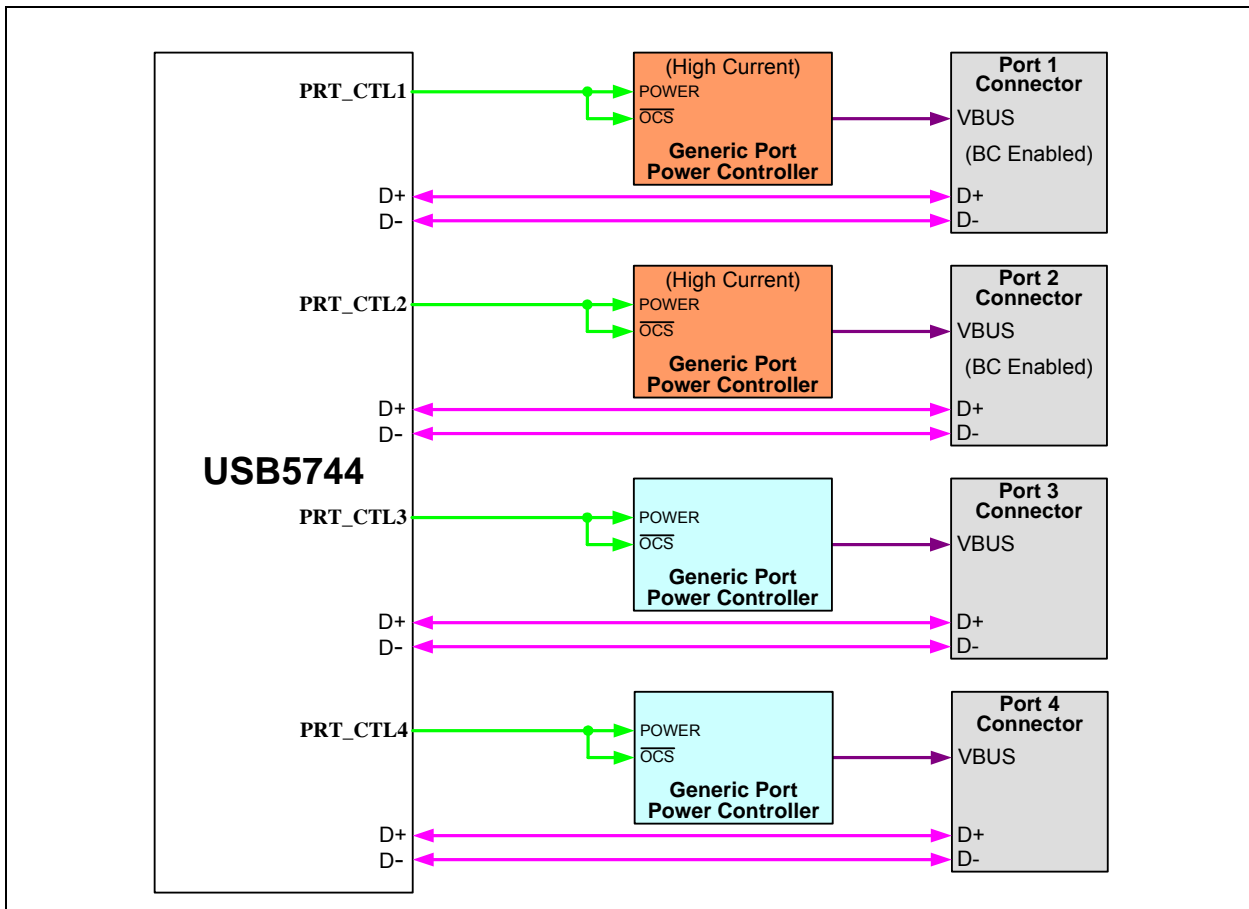 USB5744
PRT_CTL1
D+
D-
(High Current)
POWER
OCS
Generic Port
Power Controller
Port 1
Connector
VBUS
(BC Enabled)
D+
D-
PRT_CTL2
D+
D-
(High Current)
POWER
OCS
Generic Port
Power Controller
Port 2
Connector
VBUS
(BC Enabled)
D+
D-
PRT_CTL3
D+
D-
POWER
OCS
Generic Port
Power Controller
Port 3
Connector
VBUS
D+
D-
PRT_CTL4
D+
D-
POWER
OCS
Generic Port
Power Controller
Port 4
Connector
VBUS
D+
D-